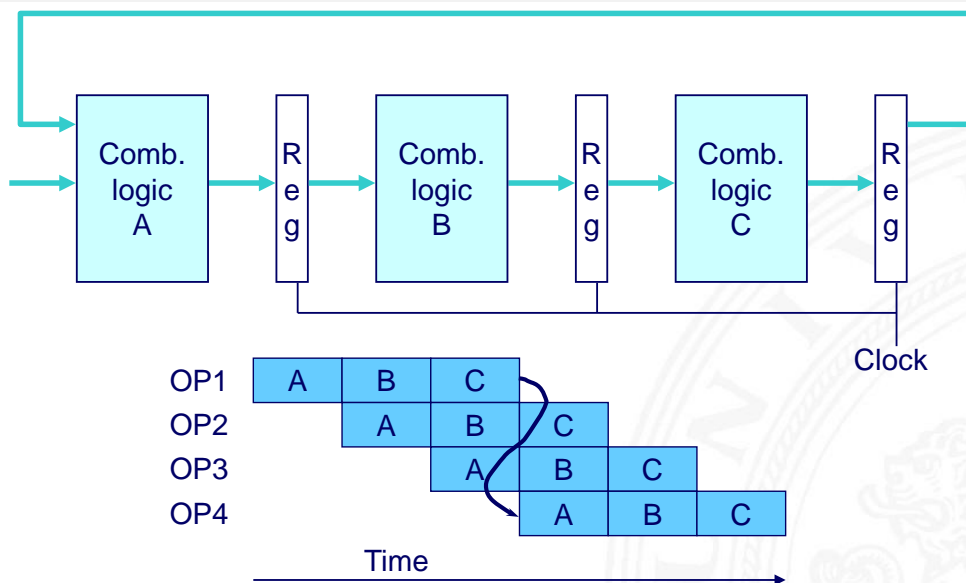 Comb.
logic
A
R
e
g
Comb.
logic
B
R
e
g
Comb.
logic
C
R
e
g
Clock
OP1 A B C
OP2 A B C
OP3 A B C
OP4 A B C
Time